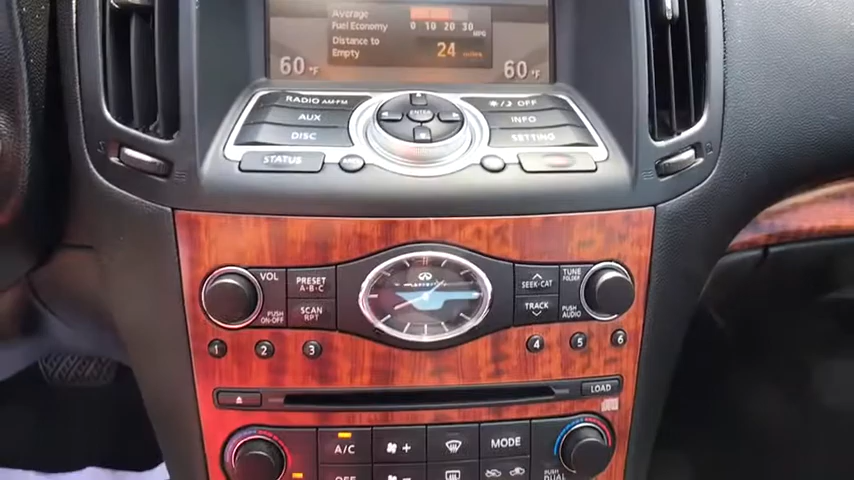 Average
Fuel Economy
0 10 20 30
MPG
Distance to
Empty
24
60 °F
60 °F
RADIO AM·FM
AUX
DISC
STATUS
ENTER
☼/☽ OFF
INFO
SETTING
VOL
PUSH
ON·OFF
PRESET
A·B·C
SCAN
RPT
SEEK·CAT
TRACK
TUNE
FOLDER
PUSH
AUDIO
1
2
3
4
5
6
LOAD
A/C
MODE
OFF
DUAL